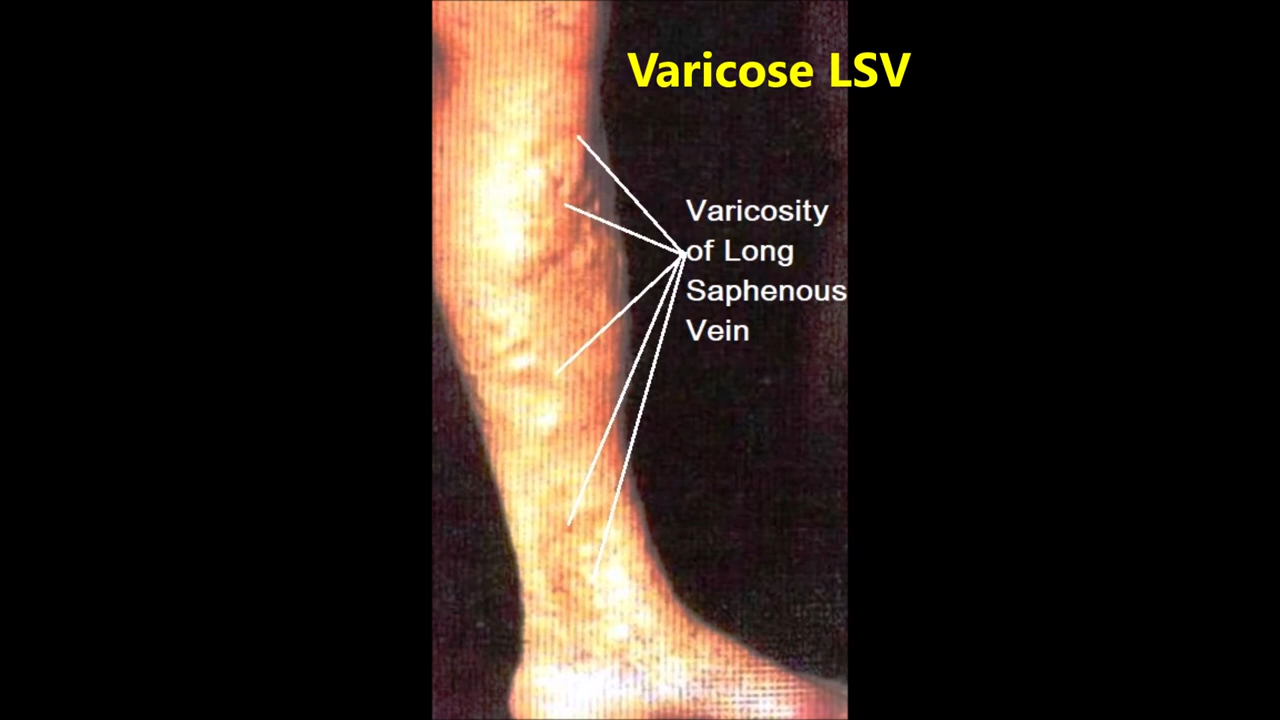 Varicose LSV
Varicosity
of Long
Saphenous
Vein